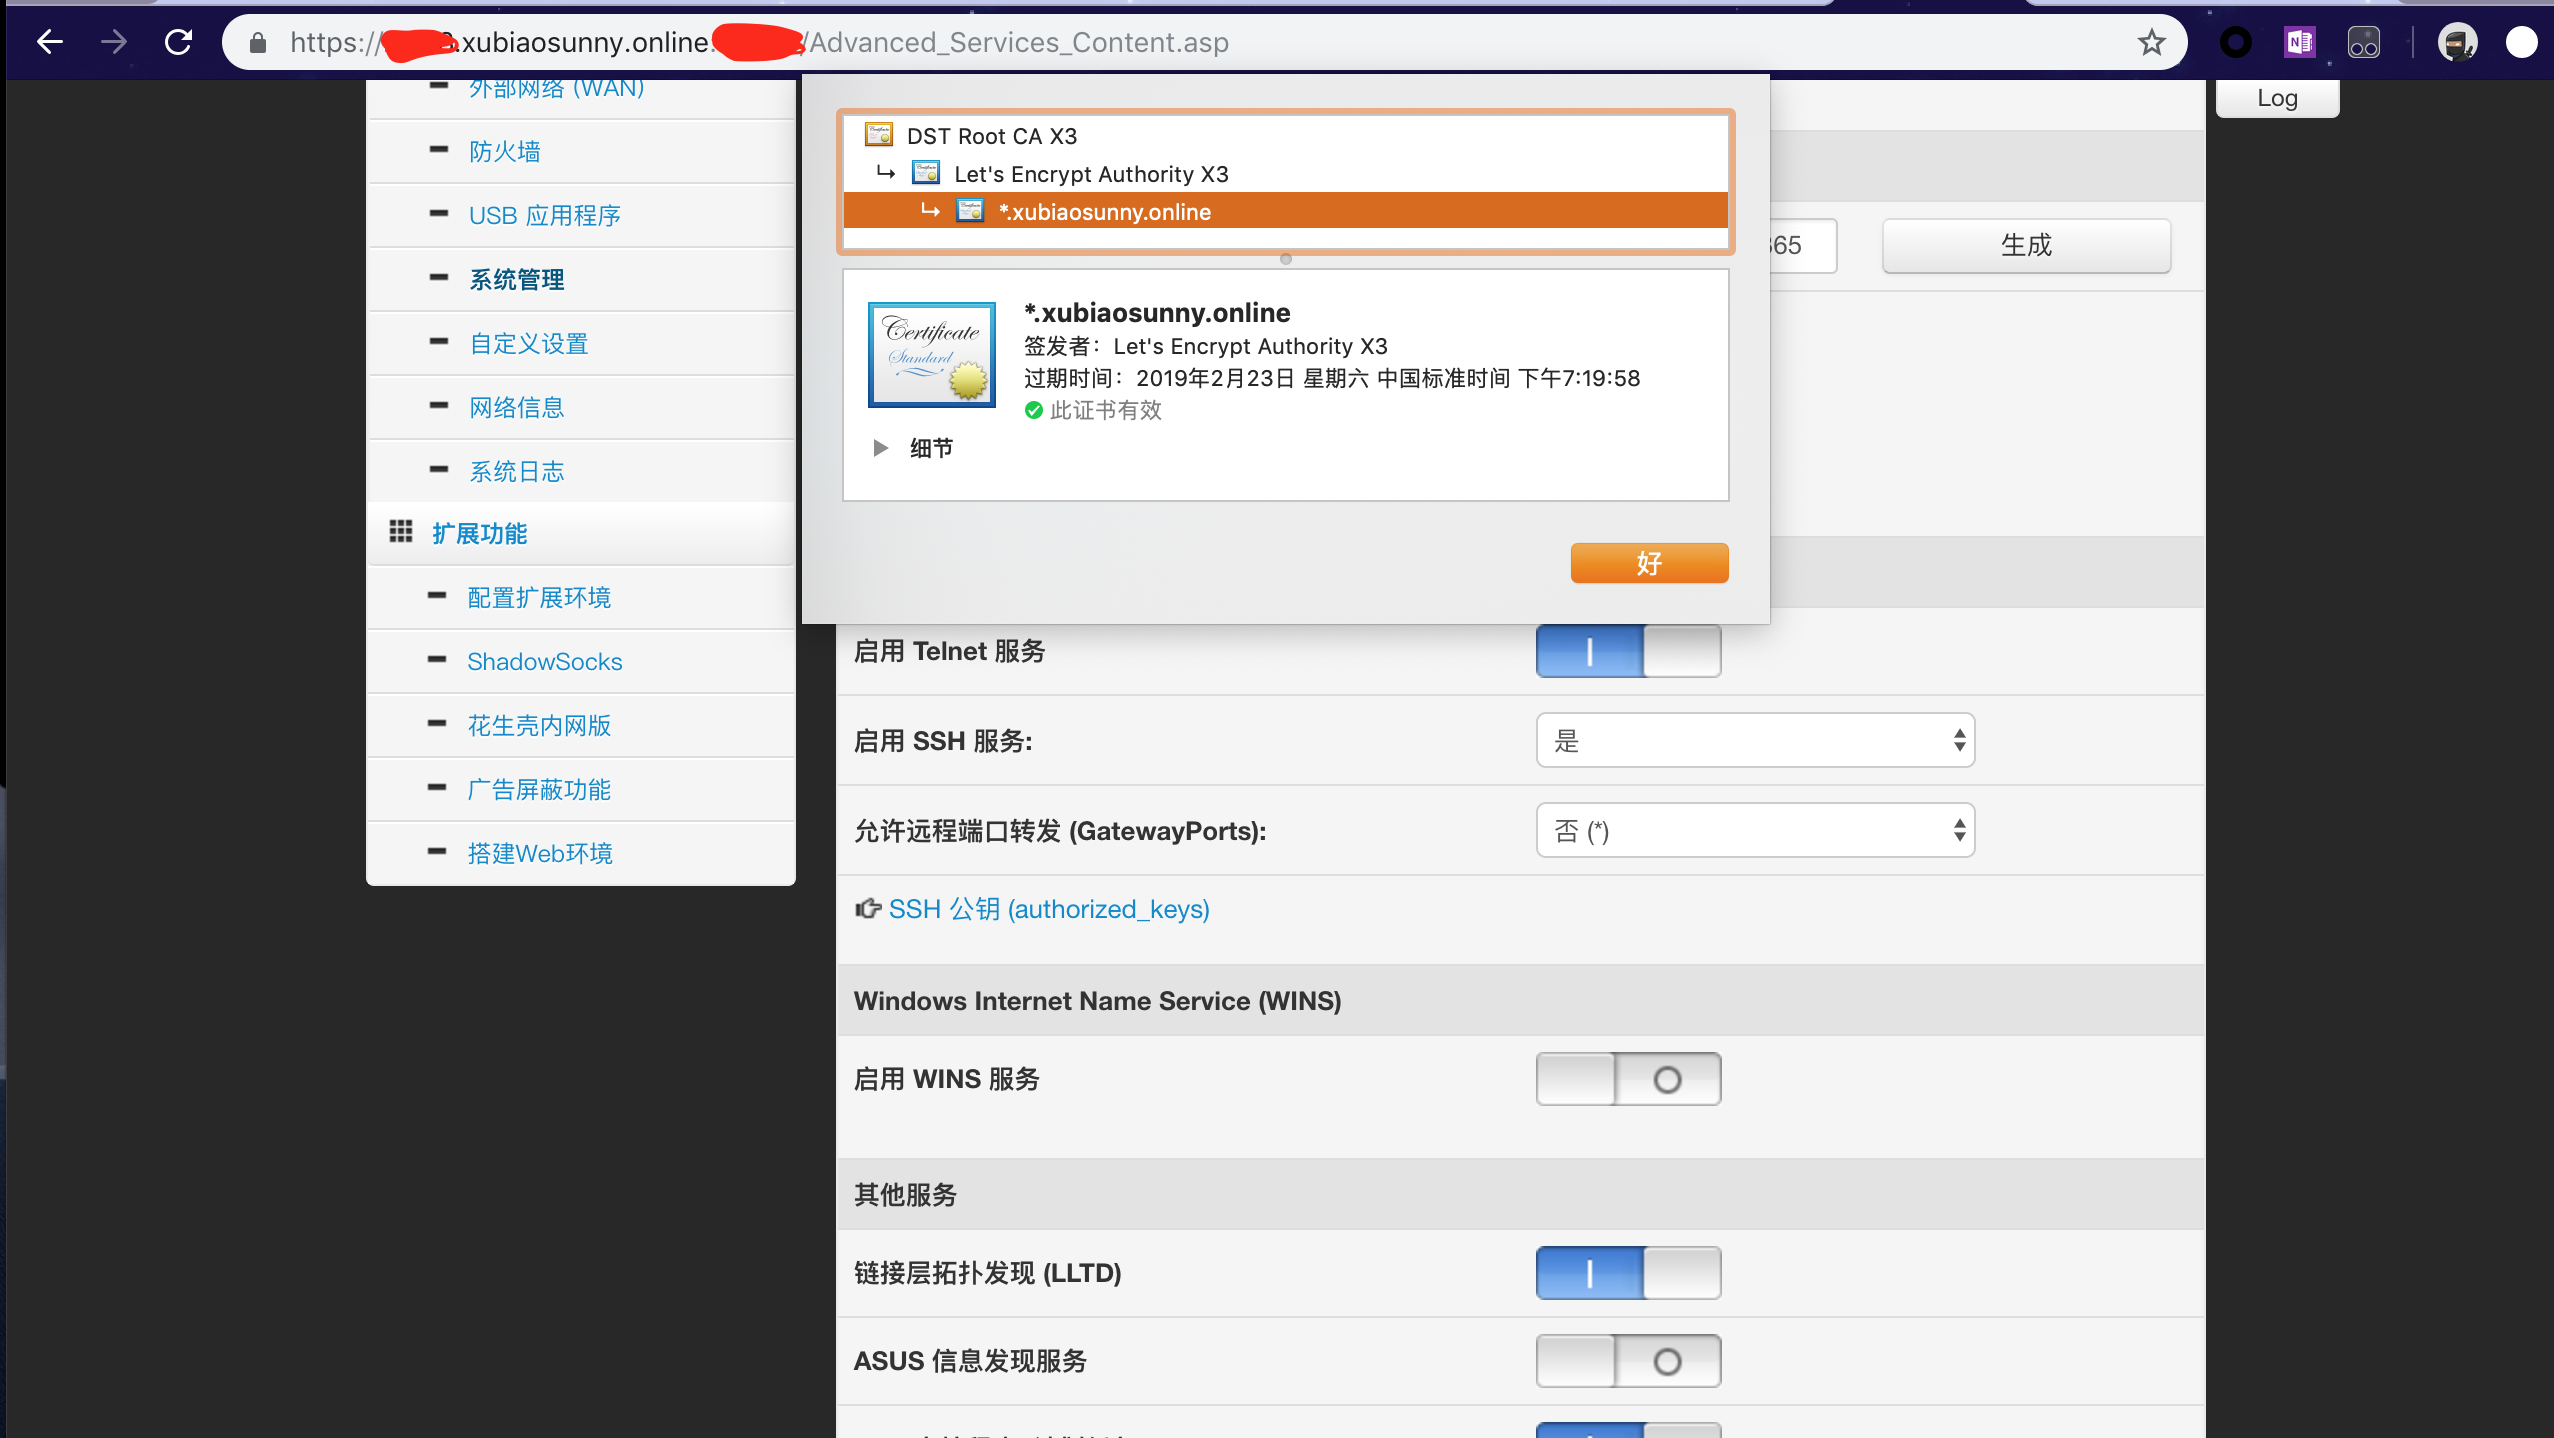 https://.xubiaosunny.online:/Advanced_Services_Content.asp
外部网络 (WAN)
防火墙
USB 应用程序
系统管理
自定义设置
网络信息
系统日志
扩展功能
配置扩展环境
ShadowSocks
花生壳内网版
广告屏蔽功能
搭建Web环境
DST Root CA X3
Let's Encrypt Authority X3
*.xubiaosunny.online
*.xubiaosunny.online
Certificate
Standard
签发者：Let's Encrypt Authority X3
过期时间：2019年2月23日 星期六 中国标准时间 下午7:19:58
此证书有效
细节
好
Log
365
生成
启用 Telnet 服务
启用 SSH 服务:
是
允许远程端口转发 (GatewayPorts):
否 (*)
SSH 公钥 (authorized_keys)
Windows Internet Name Service (WINS)
启用 WINS 服务
其他服务
链接层拓扑发现 (LLTD)
ASUS 信息发现服务